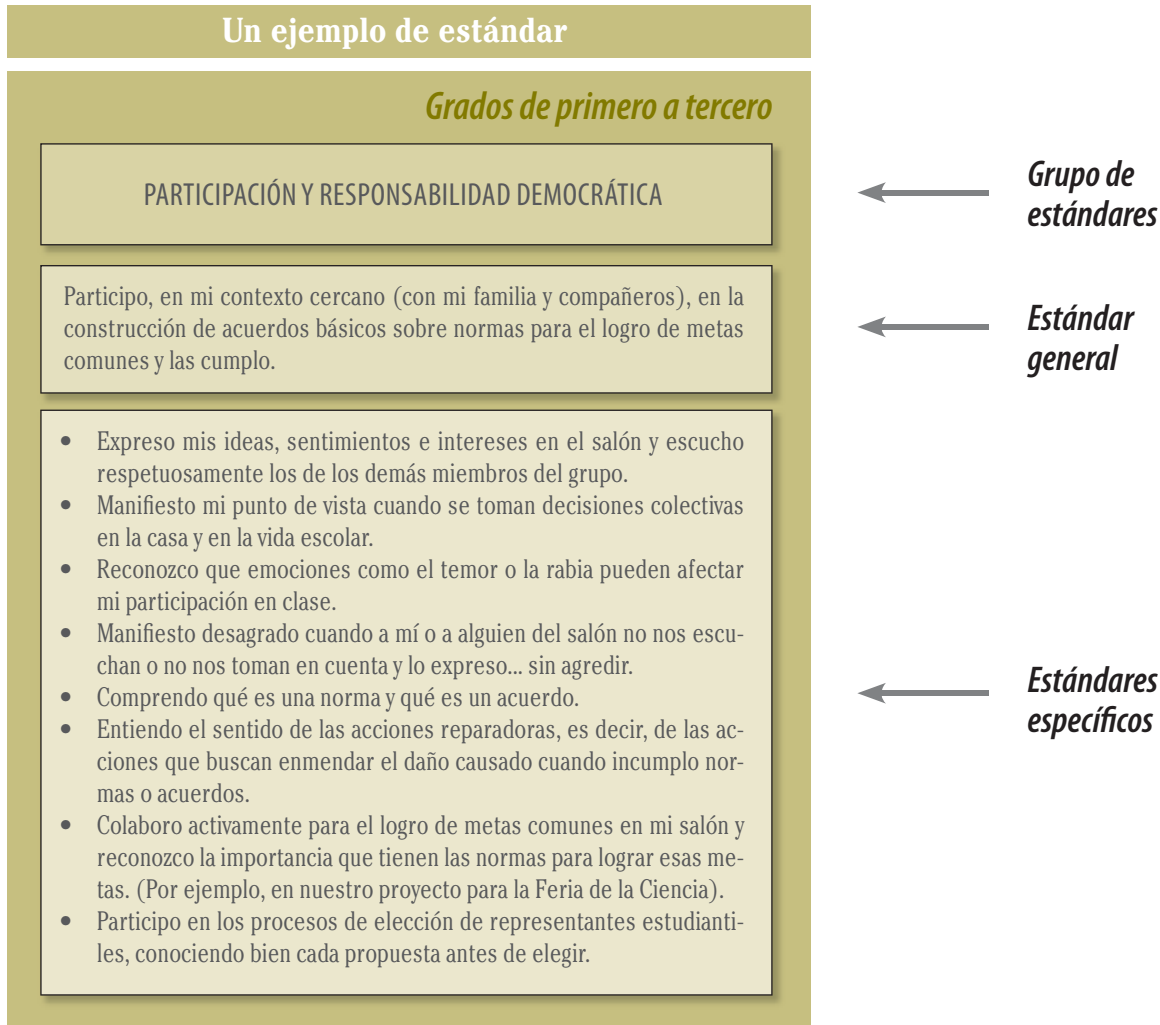 Un ejemplo de estándar
Grados de primero a tercero
PARTICIPACIÓN Y RESPONSABILIDAD DEMOCRÁTICA
Grupo de
estándares
Participo, en mi contexto cercano (con mi familia y compañeros), en la
construcción de acuerdos básicos sobre normas para el logro de metas
comunes y las cumplo.
Estándar
general
• Expreso mis ideas, sentimientos e intereses en el salón y escucho
respetuosamente los de los demás miembros del grupo.
• Manifiesto mi punto de vista cuando se toman decisiones colectivas
en la casa y en la vida escolar.
• Reconozco que emociones como el temor o la rabia pueden afectar
mi participación en clase.
• Manifiesto desagrado cuando a mí o a alguien del salón no nos escu-
chan o no nos toman en cuenta y lo expreso... sin agredir.
• Comprendo qué es una norma y qué es un acuerdo.
• Entiendo el sentido de las acciones reparadoras, es decir, de las ac-
ciones que buscan enmendar el daño causado cuando incumplo nor-
mas o acuerdos.
• Colaboro activamente para el logro de metas comunes en mi salón y
reconozco la importancia que tienen las normas para lograr esas me-
tas. (Por ejemplo, en nuestro proyecto para la Feria de la Ciencia).
• Participo en los procesos de elección de representantes estudianti-
les, conociendo bien cada propuesta antes de elegir.
Estándares
específicos